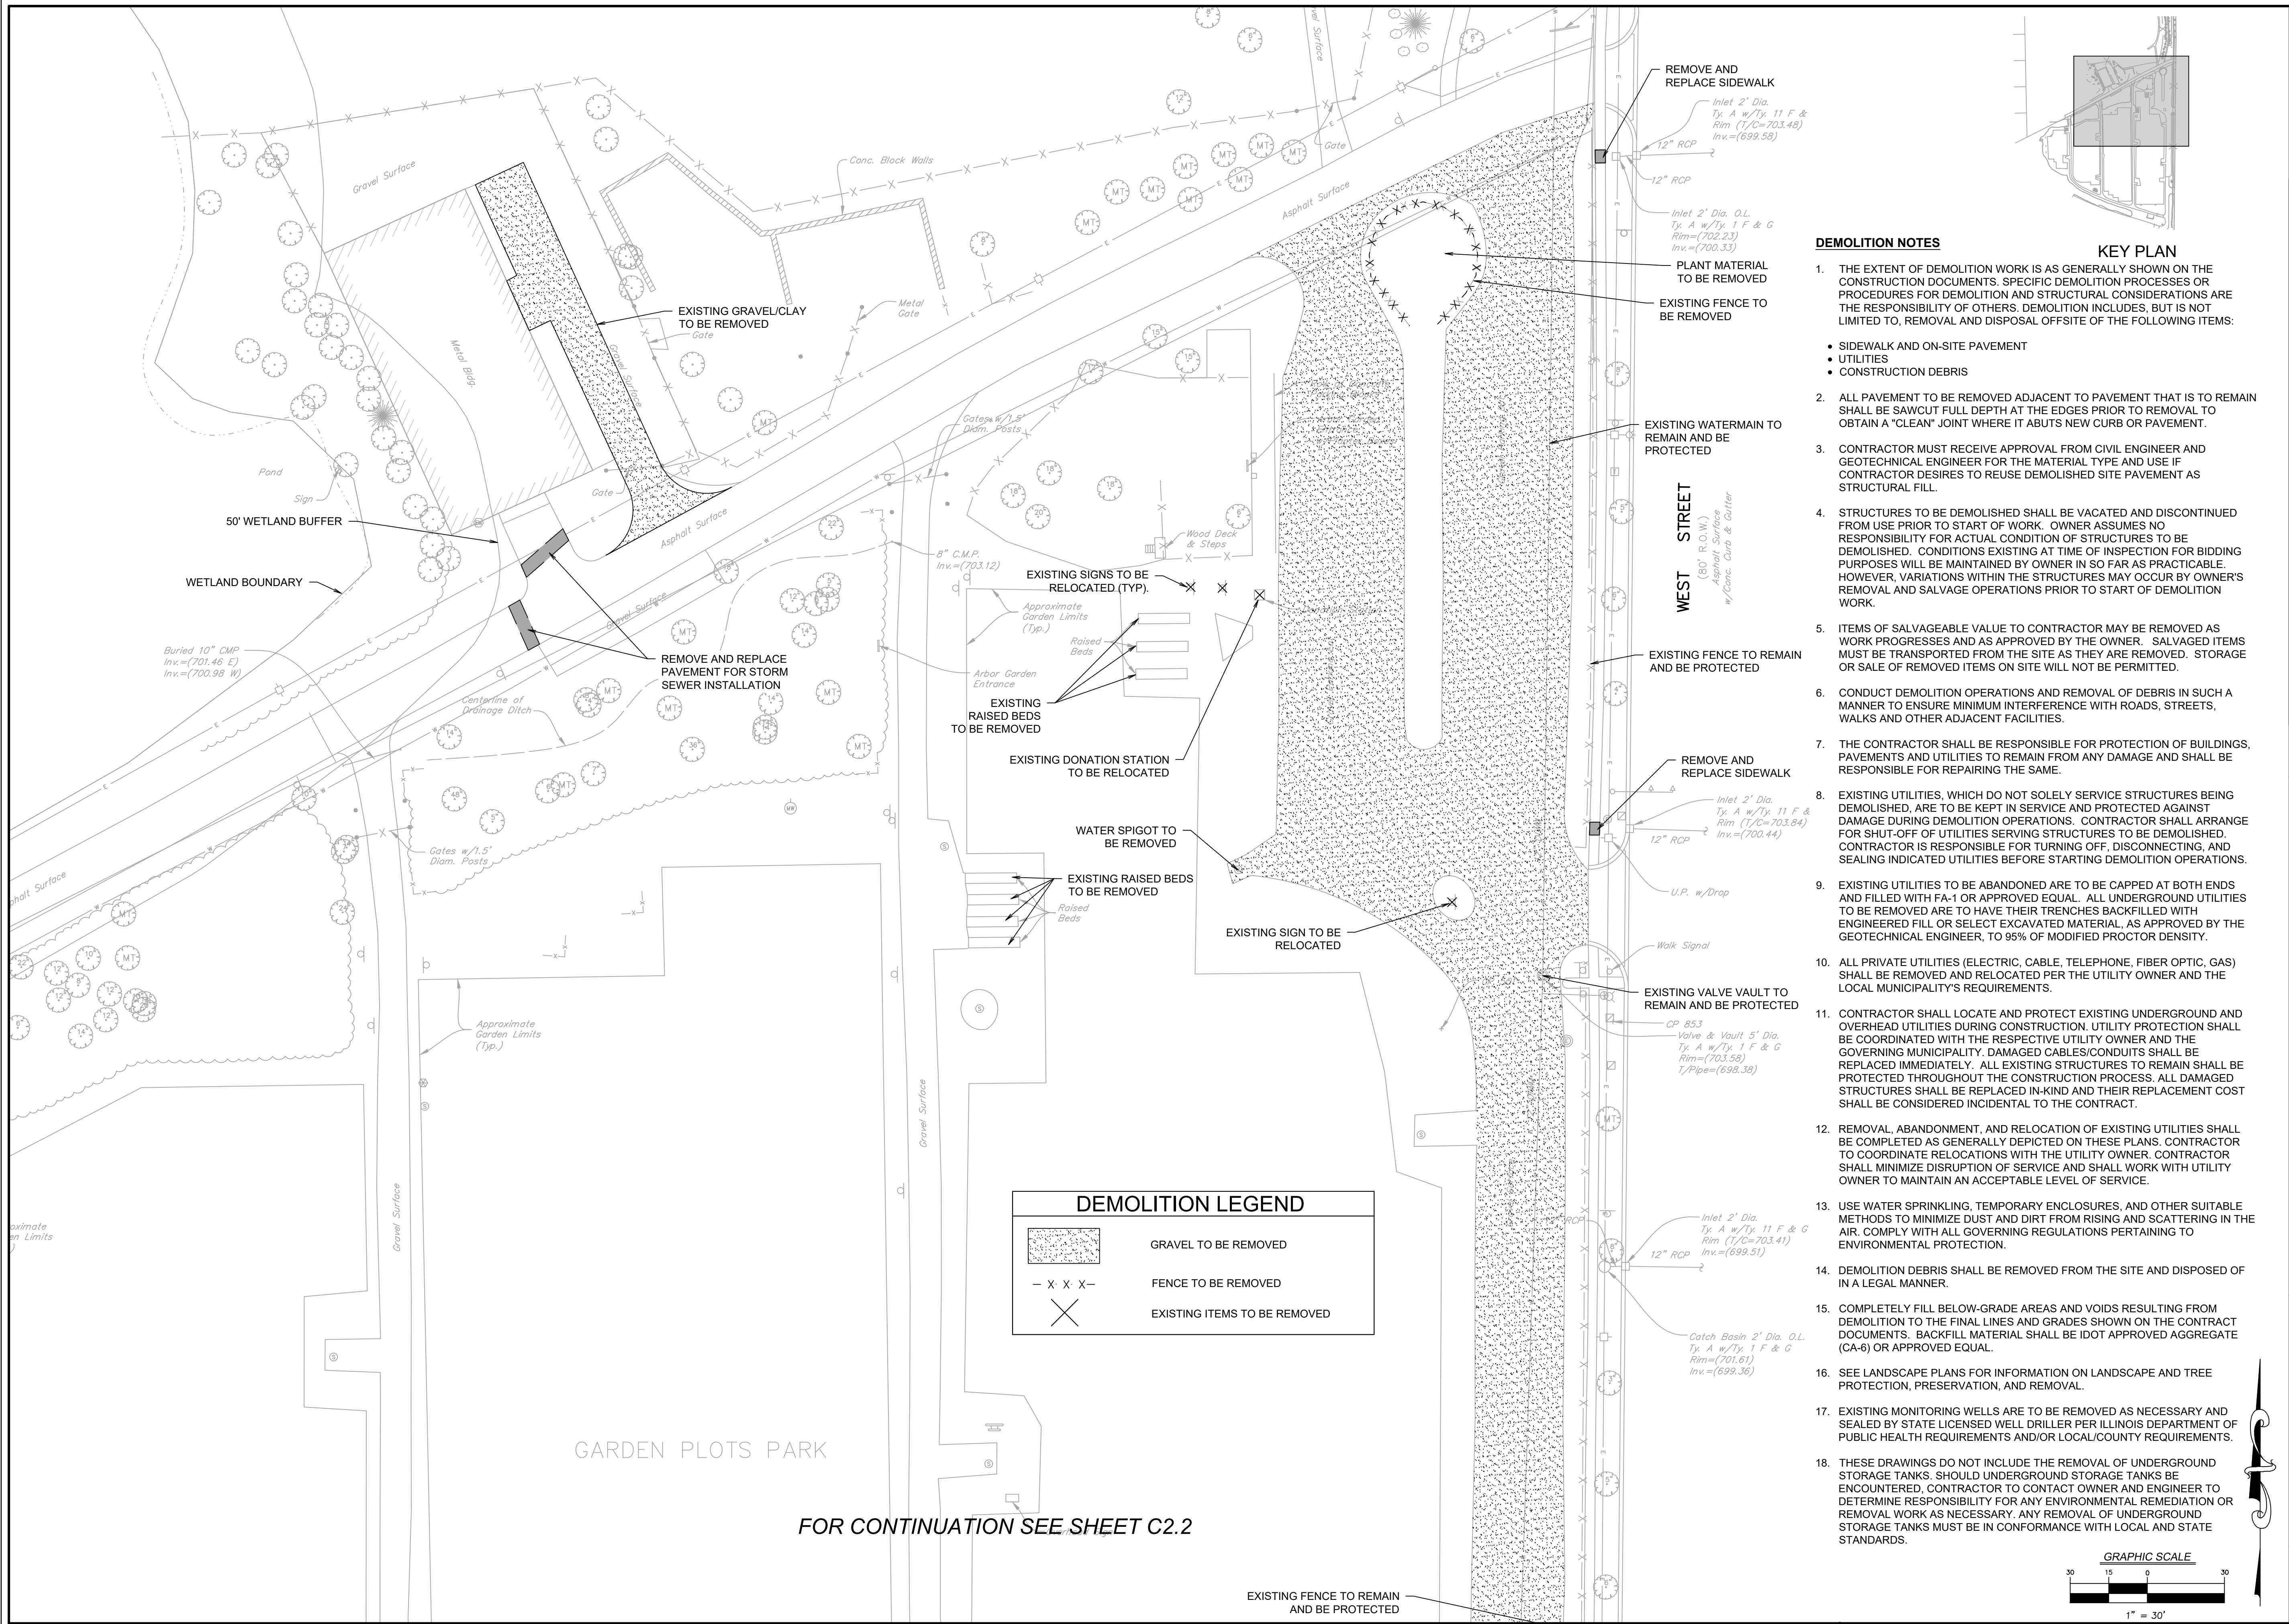 REMOVE AND
REPLACE SIDEWALK
Inlet 2' Dia.
Ty. A w/Ty. 11 F &
Rim (T/C=703.48)
Inv.=(699.58)
12" RCP
12" RCP
Inlet 2' Dia. O.L.
Ty. A w/Ty. 1 F & G
Rim=(702.23)
Inv.=(700.33)
Gravel Surface
Conc. Block Walls
Gate
Asphalt Surface
PLANT MATERIAL
TO BE REMOVED
EXISTING FENCE TO
BE REMOVED
EXISTING GRAVEL/CLAY
TO BE REMOVED
Gate
Metal
Gate
Metal Bldg.
Gravel Surface
Gates w/1.5'
Diam. Posts
EXISTING WATERMAIN TO
REMAIN AND BE
PROTECTED
Pond
Sign
Gate
50' WETLAND BUFFER
Asphalt Surface
WEST STREET
(80' R.O.W.)
Asphalt Surface
w/Conc. Curb & Gutter
Wood Deck
& Steps
8" C.M.P.
Inv.=(703.12)
WETLAND BOUNDARY
EXISTING SIGNS TO BE
RELOCATED (TYP).
Gravel Surface
Approximate
Garden Limits
(Typ.)
Raised
Beds
Buried 10" CMP
Inv.=(701.46 E)
Inv.=(700.98 W)
REMOVE AND REPLACE
PAVEMENT FOR STORM
SEWER INSTALLATION
Arbor Garden
Entrance
EXISTING FENCE TO REMAIN
AND BE PROTECTED
Centerline of
Drainage Ditch
EXISTING
RAISED BEDS
TO BE REMOVED
EXISTING DONATION STATION
TO BE RELOCATED
REMOVE AND
REPLACE SIDEWALK
Inlet 2' Dia.
Ty. A w/Ty. 11 F &
Rim (T/C=703.84)
Inv.=(700.44)
12" RCP
WATER SPIGOT TO
BE REMOVED
Gates w/1.5'
Diam. Posts
EXISTING RAISED BEDS
TO BE REMOVED
Raised
Beds
U.P. w/Drop
EXISTING SIGN TO BE
RELOCATED
Walk Signal
EXISTING VALVE VAULT TO
REMAIN AND BE PROTECTED
Approximate
Garden Limits
(Typ.)
CP 853
Valve & Vault 5' Dia.
Ty. A w/Ty. 1 F & G
Rim=(703.58)
T/Pipe=(698.38)
Gravel Surface
Gravel Surface
DEMOLITION LEGEND
GRAVEL TO BE REMOVED
FENCE TO BE REMOVED
EXISTING ITEMS TO BE REMOVED
Inlet 2' Dia.
Ty. A w/Ty. 11 F & G
Rim (T/C=703.41)
Inv.=(699.51)
12" RCP
Catch Basin 2' Dia. O.L.
Ty. A w/Ty. 1 F & G
Rim=(701.61)
Inv.=(699.36)
GARDEN PLOTS PARK
FOR CONTINUATION SEE SHEET C2.2
EXISTING FENCE TO REMAIN
AND BE PROTECTED
KEY PLAN
DEMOLITION NOTES
1. THE EXTENT OF DEMOLITION WORK IS AS GENERALLY SHOWN ON THE
CONSTRUCTION DOCUMENTS. SPECIFIC DEMOLITION PROCESSES OR
PROCEDURES FOR DEMOLITION AND STRUCTURAL CONSIDERATIONS ARE
THE RESPONSIBILITY OF OTHERS. DEMOLITION INCLUDES, BUT IS NOT
LIMITED TO, REMOVAL AND DISPOSAL OFFSITE OF THE FOLLOWING ITEMS:
• SIDEWALK AND ON-SITE PAVEMENT
• UTILITIES
• CONSTRUCTION DEBRIS
2. ALL PAVEMENT TO BE REMOVED ADJACENT TO PAVEMENT THAT IS TO REMAIN
SHALL BE SAWCUT FULL DEPTH AT THE EDGES PRIOR TO REMOVAL TO
OBTAIN A "CLEAN" JOINT WHERE IT ABUTS NEW CURB OR PAVEMENT.
3. CONTRACTOR MUST RECEIVE APPROVAL FROM CIVIL ENGINEER AND
GEOTECHNICAL ENGINEER FOR THE MATERIAL TYPE AND USE IF
CONTRACTOR DESIRES TO REUSE DEMOLISHED SITE PAVEMENT AS
STRUCTURAL FILL.
4. STRUCTURES TO BE DEMOLISHED SHALL BE VACATED AND DISCONTINUED
FROM USE PRIOR TO START OF WORK. OWNER ASSUMES NO
RESPONSIBILITY FOR ACTUAL CONDITION OF STRUCTURES TO BE
DEMOLISHED. CONDITIONS EXISTING AT TIME OF INSPECTION FOR BIDDING
PURPOSES WILL BE MAINTAINED BY OWNER IN SO FAR AS PRACTICABLE.
HOWEVER, VARIATIONS WITHIN THE STRUCTURES MAY OCCUR BY OWNER'S
REMOVAL AND SALVAGE OPERATIONS PRIOR TO START OF DEMOLITION
WORK.
5. ITEMS OF SALVAGEABLE VALUE TO CONTRACTOR MAY BE REMOVED AS
WORK PROGRESSES AND AS APPROVED BY THE OWNER. SALVAGED ITEMS
MUST BE TRANSPORTED FROM THE SITE AS THEY ARE REMOVED. STORAGE
OR SALE OF REMOVED ITEMS ON SITE WILL NOT BE PERMITTED.
6. CONDUCT DEMOLITION OPERATIONS AND REMOVAL OF DEBRIS IN SUCH A
MANNER TO ENSURE MINIMUM INTERFERENCE WITH ROADS, STREETS,
WALKS AND OTHER ADJACENT FACILITIES.
7. THE CONTRACTOR SHALL BE RESPONSIBLE FOR PROTECTION OF BUILDINGS,
PAVEMENTS AND UTILITIES TO REMAIN FROM ANY DAMAGE AND SHALL BE
RESPONSIBLE FOR REPAIRING THE SAME.
8. EXISTING UTILITIES, WHICH DO NOT SOLELY SERVICE STRUCTURES BEING
DEMOLISHED, ARE TO BE KEPT IN SERVICE AND PROTECTED AGAINST
DAMAGE DURING DEMOLITION OPERATIONS. CONTRACTOR SHALL ARRANGE
FOR SHUT-OFF OF UTILITIES SERVING STRUCTURES TO BE DEMOLISHED.
CONTRACTOR IS RESPONSIBLE FOR TURNING OFF, DISCONNECTING, AND
SEALING INDICATED UTILITIES BEFORE STARTING DEMOLITION OPERATIONS.
9. EXISTING UTILITIES TO BE ABANDONED ARE TO BE CAPPED AT BOTH ENDS
AND FILLED WITH FA-1 OR APPROVED EQUAL. ALL UNDERGROUND UTILITIES
TO BE REMOVED ARE TO HAVE THEIR TRENCHES BACKFILLED WITH
ENGINEERED FILL OR SELECT EXCAVATED MATERIAL, AS APPROVED BY THE
GEOTECHNICAL ENGINEER, TO 95% OF MODIFIED PROCTOR DENSITY.
10. ALL PRIVATE UTILITIES (ELECTRIC, CABLE, TELEPHONE, FIBER OPTIC, GAS)
SHALL BE REMOVED AND RELOCATED PER THE UTILITY OWNER AND THE
LOCAL MUNICIPALITY'S REQUIREMENTS.
11. CONTRACTOR SHALL LOCATE AND PROTECT EXISTING UNDERGROUND AND
OVERHEAD UTILITIES DURING CONSTRUCTION. UTILITY PROTECTION SHALL
BE COORDINATED WITH THE RESPECTIVE UTILITY OWNER AND THE
GOVERNING MUNICIPALITY. DAMAGED CABLES/CONDUITS SHALL BE
REPLACED IMMEDIATELY. ALL EXISTING STRUCTURES TO REMAIN SHALL BE
PROTECTED THROUGHOUT THE CONSTRUCTION PROCESS. ALL DAMAGED
STRUCTURES SHALL BE REPLACED IN-KIND AND THEIR REPLACEMENT COST
SHALL BE CONSIDERED INCIDENTAL TO THE CONTRACT.
12. REMOVAL, ABANDONMENT, AND RELOCATION OF EXISTING UTILITIES SHALL
BE COMPLETED AS GENERALLY DEPICTED ON THESE PLANS. CONTRACTOR
TO COORDINATE RELOCATIONS WITH THE UTILITY OWNER. CONTRACTOR
SHALL MINIMIZE DISRUPTION OF SERVICE AND SHALL WORK WITH UTILITY
OWNER TO MAINTAIN AN ACCEPTABLE LEVEL OF SERVICE.
13. USE WATER SPRINKLING, TEMPORARY ENCLOSURES, AND OTHER SUITABLE
METHODS TO MINIMIZE DUST AND DIRT FROM RISING AND SCATTERING IN THE
AIR. COMPLY WITH ALL GOVERNING REGULATIONS PERTAINING TO
ENVIRONMENTAL PROTECTION.
14. DEMOLITION DEBRIS SHALL BE REMOVED FROM THE SITE AND DISPOSED OF
IN A LEGAL MANNER.
15. COMPLETELY FILL BELOW-GRADE AREAS AND VOIDS RESULTING FROM
DEMOLITION TO THE FINAL LINES AND GRADES SHOWN ON THE CONTRACT
DOCUMENTS. BACKFILL MATERIAL SHALL BE IDOT APPROVED AGGREGATE
(CA-6) OR APPROVED EQUAL.
16. SEE LANDSCAPE PLANS FOR INFORMATION ON LANDSCAPE AND TREE
PROTECTION, PRESERVATION, AND REMOVAL.
17. EXISTING MONITORING WELLS ARE TO BE REMOVED AS NECESSARY AND
SEALED BY STATE LICENSED WELL DRILLER PER ILLINOIS DEPARTMENT OF
PUBLIC HEALTH REQUIREMENTS AND/OR LOCAL/COUNTY REQUIREMENTS.
18. THESE DRAWINGS DO NOT INCLUDE THE REMOVAL OF UNDERGROUND
STORAGE TANKS. SHOULD UNDERGROUND STORAGE TANKS BE
ENCOUNTERED, CONTRACTOR TO CONTACT OWNER AND ENGINEER TO
DETERMINE RESPONSIBILITY FOR ANY ENVIRONMENTAL REMEDIATION OR
REMOVAL WORK AS NECESSARY. ANY REMOVAL OF UNDERGROUND
STORAGE TANKS MUST BE IN CONFORMANCE WITH LOCAL AND STATE
STANDARDS.
GRAPHIC SCALE
30 15 0 30
1" = 30'